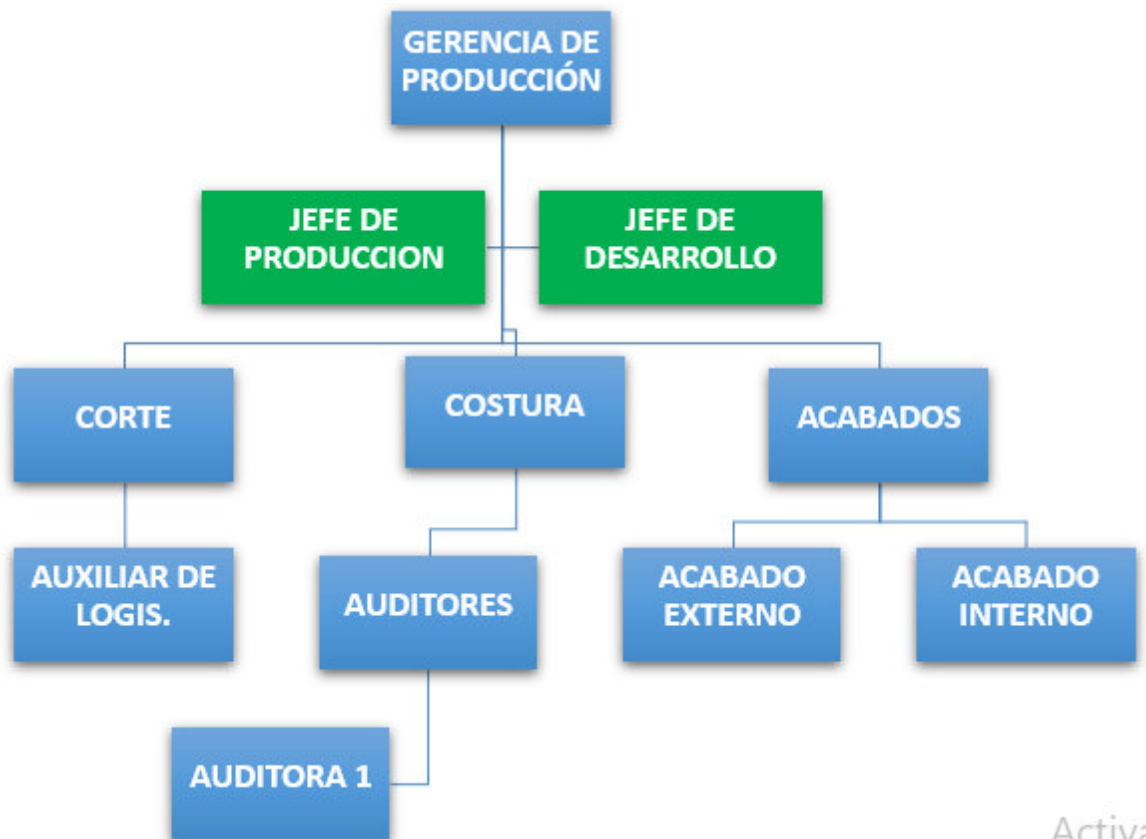 GERENCIA DE
PRODUCCIÓN
JEFE DE
PRODUCCION
JEFE DE
DESARROLLO
CORTE
COSTURA
ACABADOS
AUXILIAR DE
LOGIS.
AUDITORES
ACABADO
EXTERNO
ACABADO
INTERNO
AUDITORA 1
Activa